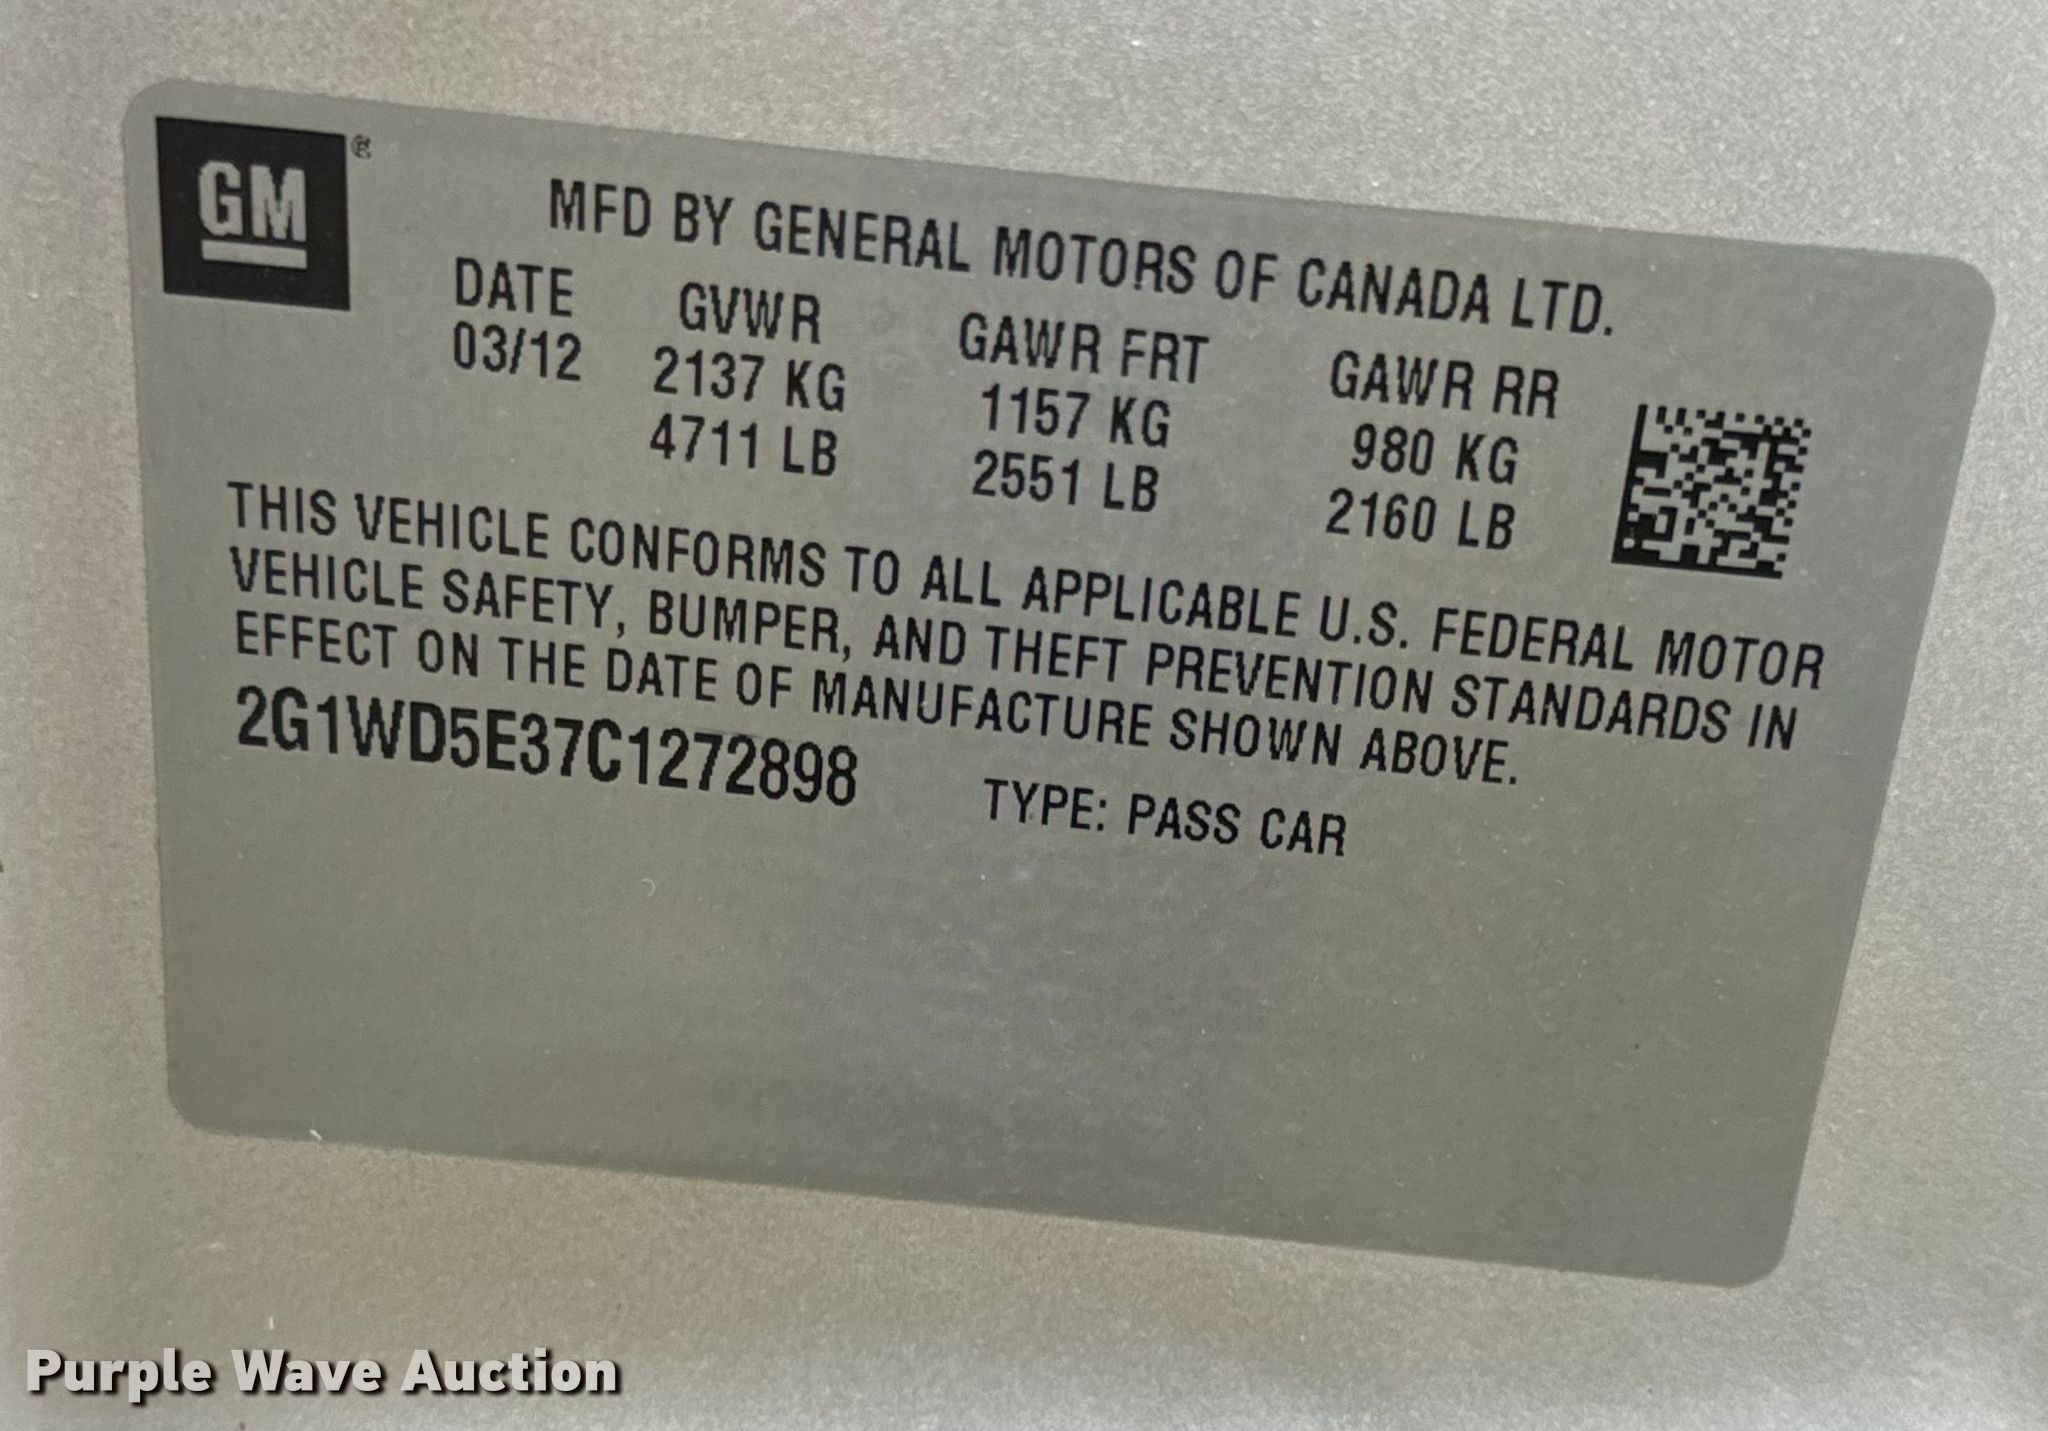 GM ®
MFD BY GENERAL MOTORS OF CANADA LTD.
DATE GVWR GAWR FRT GAWR RR
03/12 2137 KG 1157 KG 980 KG
4711 LB 2551 LB 2160 LB
THIS VEHICLE CONFORMS TO ALL APPLICABLE U.S. FEDERAL MOTOR
VEHICLE SAFETY, BUMPER, AND THEFT PREVENTION STANDARDS IN
EFFECT ON THE DATE OF MANUFACTURE SHOWN ABOVE.
2G1WD5E37C1272898 TYPE: PASS CAR
Purple Wave Auction